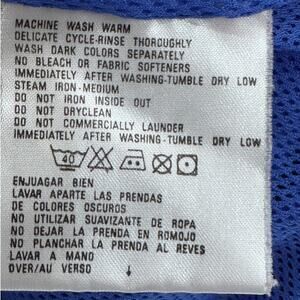 MACHINE WASH WARM
DELICATE CYCLE-RINSE THOROUGHLY
WASH DARK COLORS SEPARATELY
NO BLEACH OR FABRIC SOFTENERS
IMMEDIATELY AFTER WASHING-TUMBLE DRY LOW
STEAM IRON-MEDIUM
DO NOT IRON INSIDE OUT
DO NOT DRYCLEAN
DO NOT COMMERCIALLY LAUNDER
IMMEDIATELY AFTER WASHING-TUMBLE DRY LOW
40
ENJUAGAR BIEN
LAVAR APARTE LAS PRENDAS
DE COLORES OSCUROS
NO UTILIZAR SUAVIZANTE DE ROPA
NO DEJAR LA PRENDA EN ROMOJO
NO PLANCHAR LA PRENDA AL REVES
LAVAR A MANO
OVER/AU VERSO ↓